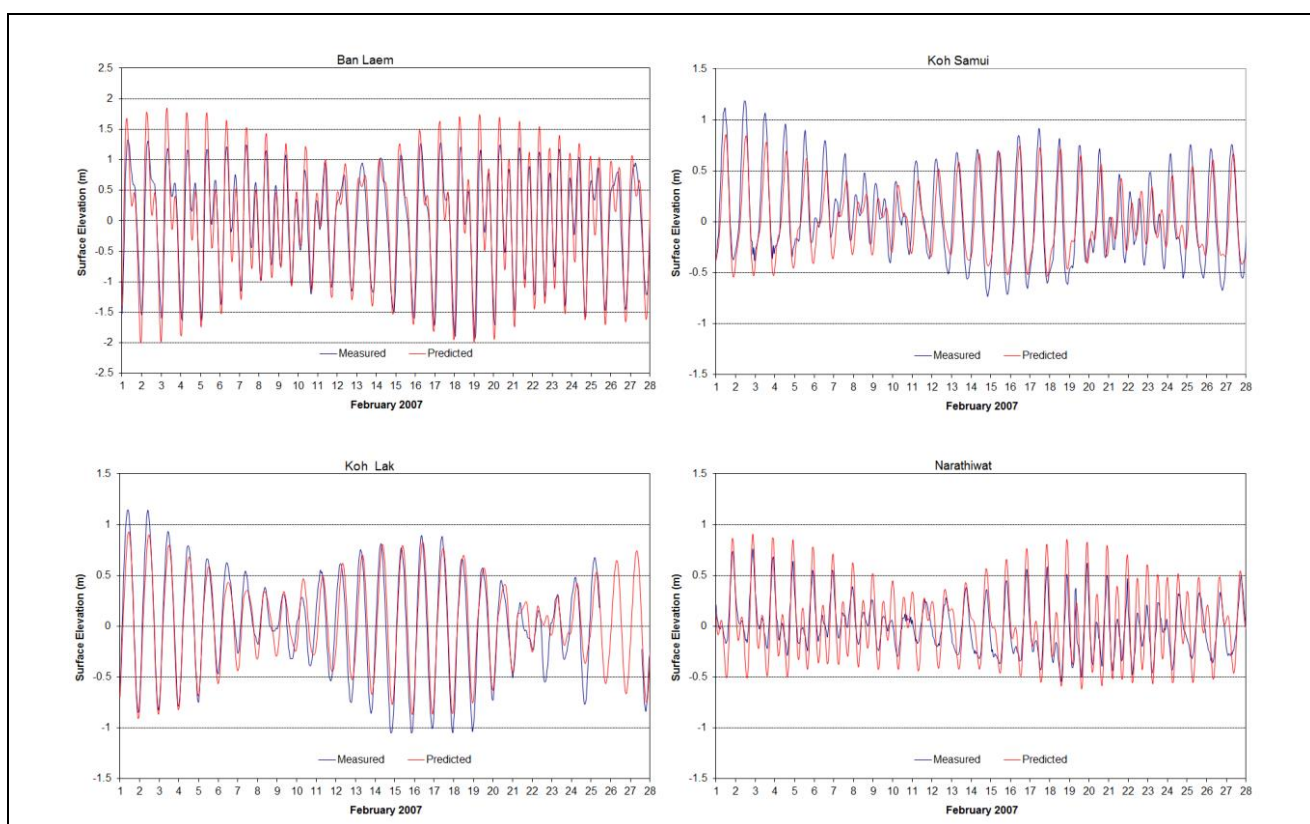 Ban Laem
2.5
2
1.5
1
0.5
0
-0.5
-1
-1.5
-2
-2.5
Surface Elevation (m)
Measured Predicted
1 2 3 4 5 6 7 8 9 10 11 12 13 14 15 16 17 18 19 20 21 22 23 24 25 26 27 28
February 2007
Koh Samui
1.5
1
0.5
0
-0.5
-1
-1.5
Surface Elevation (m)
Measured Predicted
1 2 3 4 5 6 7 8 9 10 11 12 13 14 15 16 17 18 19 20 21 22 23 24 25 26 27 28
February 2007
Koh Lak
1.5
1
0.5
0
-0.5
-1
-1.5
Surface Elevation (m)
Measured Predicted
1 2 3 4 5 6 7 8 9 10 11 12 13 14 15 16 17 18 19 20 21 22 23 24 25 26 27 28
February 2007
Narathiwat
1.5
1
0.5
0
-0.5
-1
-1.5
Surface Elevation (m)
Measured Predicted
1 2 3 4 5 6 7 8 9 10 11 12 13 14 15 16 17 18 19 20 21 22 23 24 25 26 27 28
February 2007